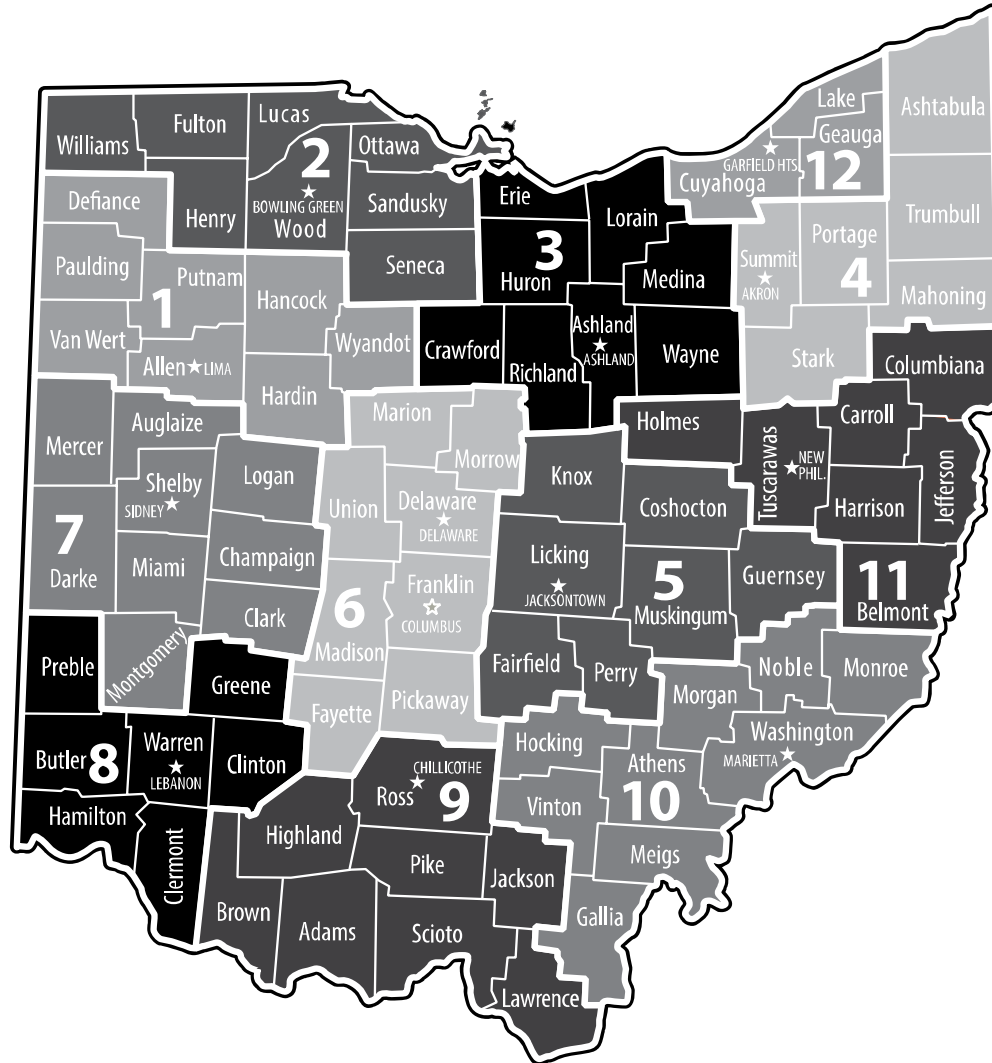 Williams
Fulton
Lucas
Ottawa
2
BOWLING GREEN
Wood
Henry
Sandusky
Seneca
Defiance
Paulding
Putnam
1
Van Wert
Allen LIMA
Hancock
Wyandot
Hardin
Erie
Lorain
3
Huron
Medina
Crawford
Richland
Ashland
ASHLAND
Wayne
Lake
Geauga
GARFIELD HTS.
Cuyahoga
12
Ashtabula
Trumbull
Portage
Summit
AKRON
4
Mahoning
Stark
Columbiana
Carroll
Holmes
Tuscarawas
NEW
PHIL.
Harrison
Jefferson
11
Belmont
Mercer
Auglaize
Shelby
SIDNEY
Logan
7
Darke
Miami
Champaign
Clark
Montgomery
Marion
Morrow
Union
Delaware
DELAWARE
Franklin
COLUMBUS
6
Madison
Fayette
Pickaway
Knox
Coshocton
Licking
JACKSONTOWN
5
Muskingum
Guernsey
Fairfield
Perry
Preble
Greene
Butler
8
Warren
LEBANON
Clinton
Hamilton
Clermont
CHILLICOTHE
Ross
9
Highland
Pike
Jackson
Brown
Adams
Scioto
Lawrence
Noble
Monroe
Morgan
Washington
MARIETTA
Hocking
Athens
10
Vinton
Meigs
Gallia